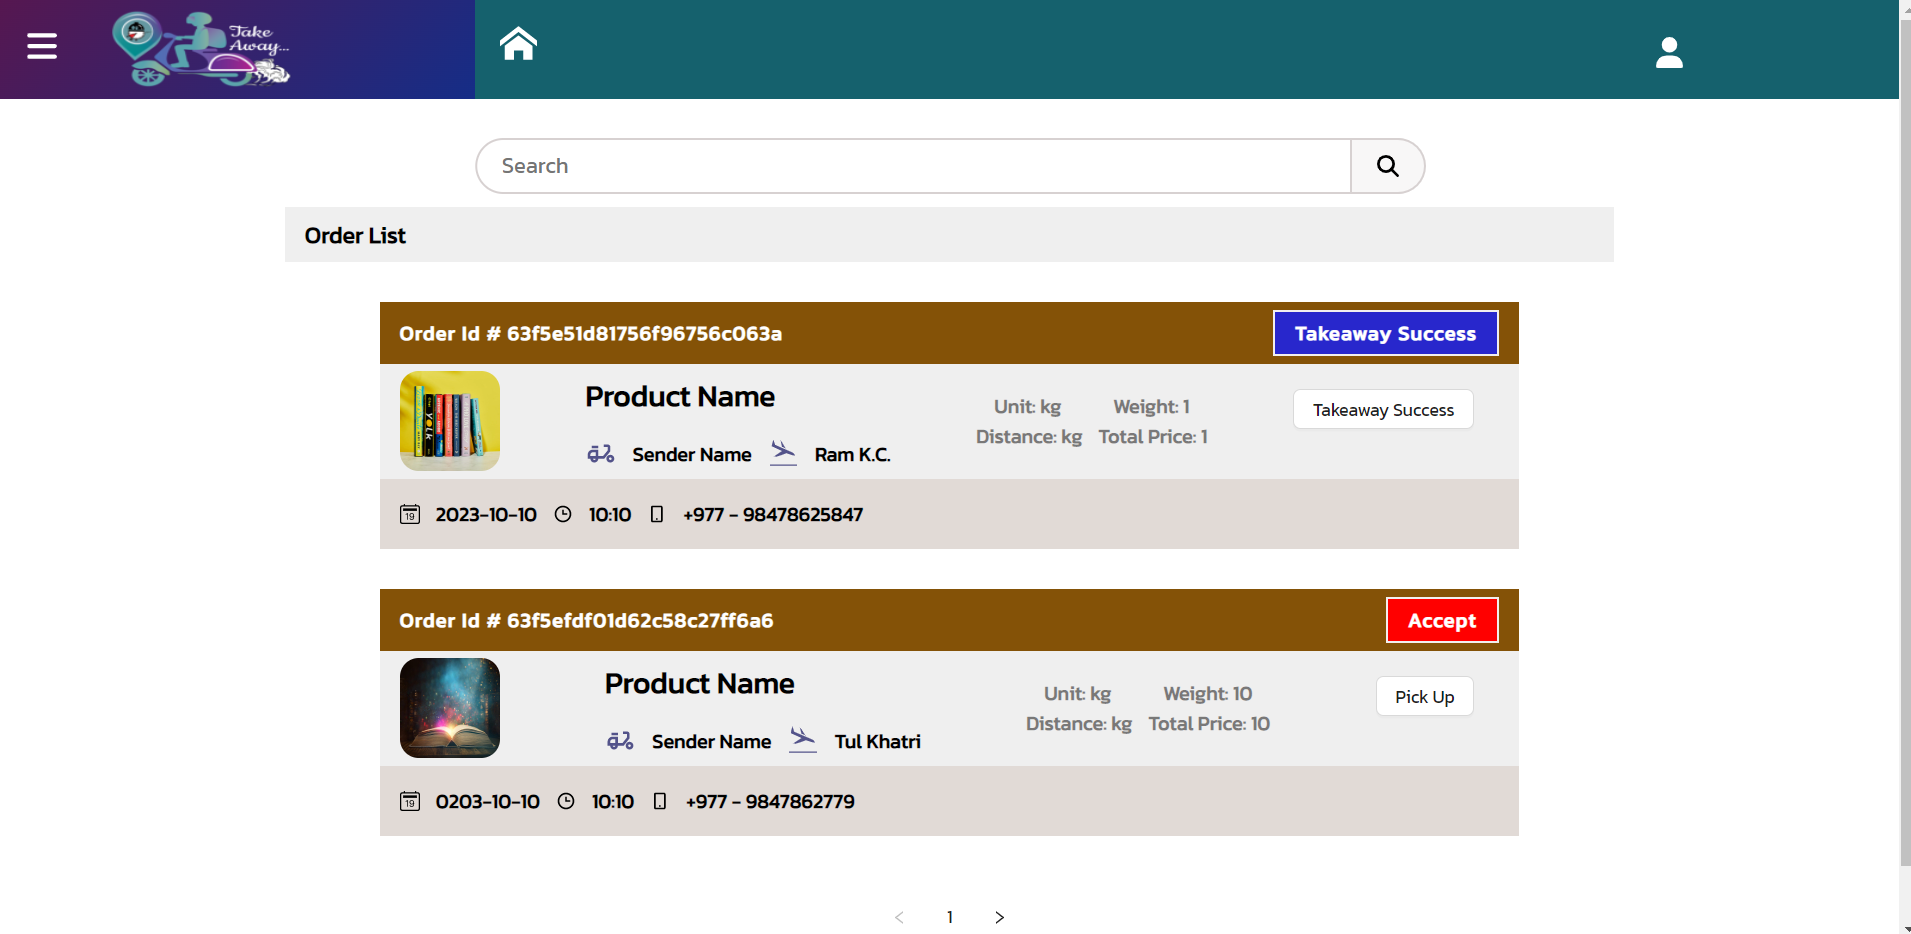 Take
Away...
Search
Order List
Order Id # 63f5e51d81756f96756c063a
Takeaway Success
YOLK
Product Name
Unit: kg Weight: 1
Distance: kg Total Price: 1
Takeaway Success
Sender Name Ram K.C.
19 2023-10-10 10:10 +977 - 98478625847
Order Id # 63f5efdf01d62c58c27ff6a6
Accept
Product Name
Unit: kg Weight: 10
Distance: kg Total Price: 10
Pick Up
Sender Name Tul Khatri
19 0203-10-10 10:10 +977 - 9847862779
< 1 >